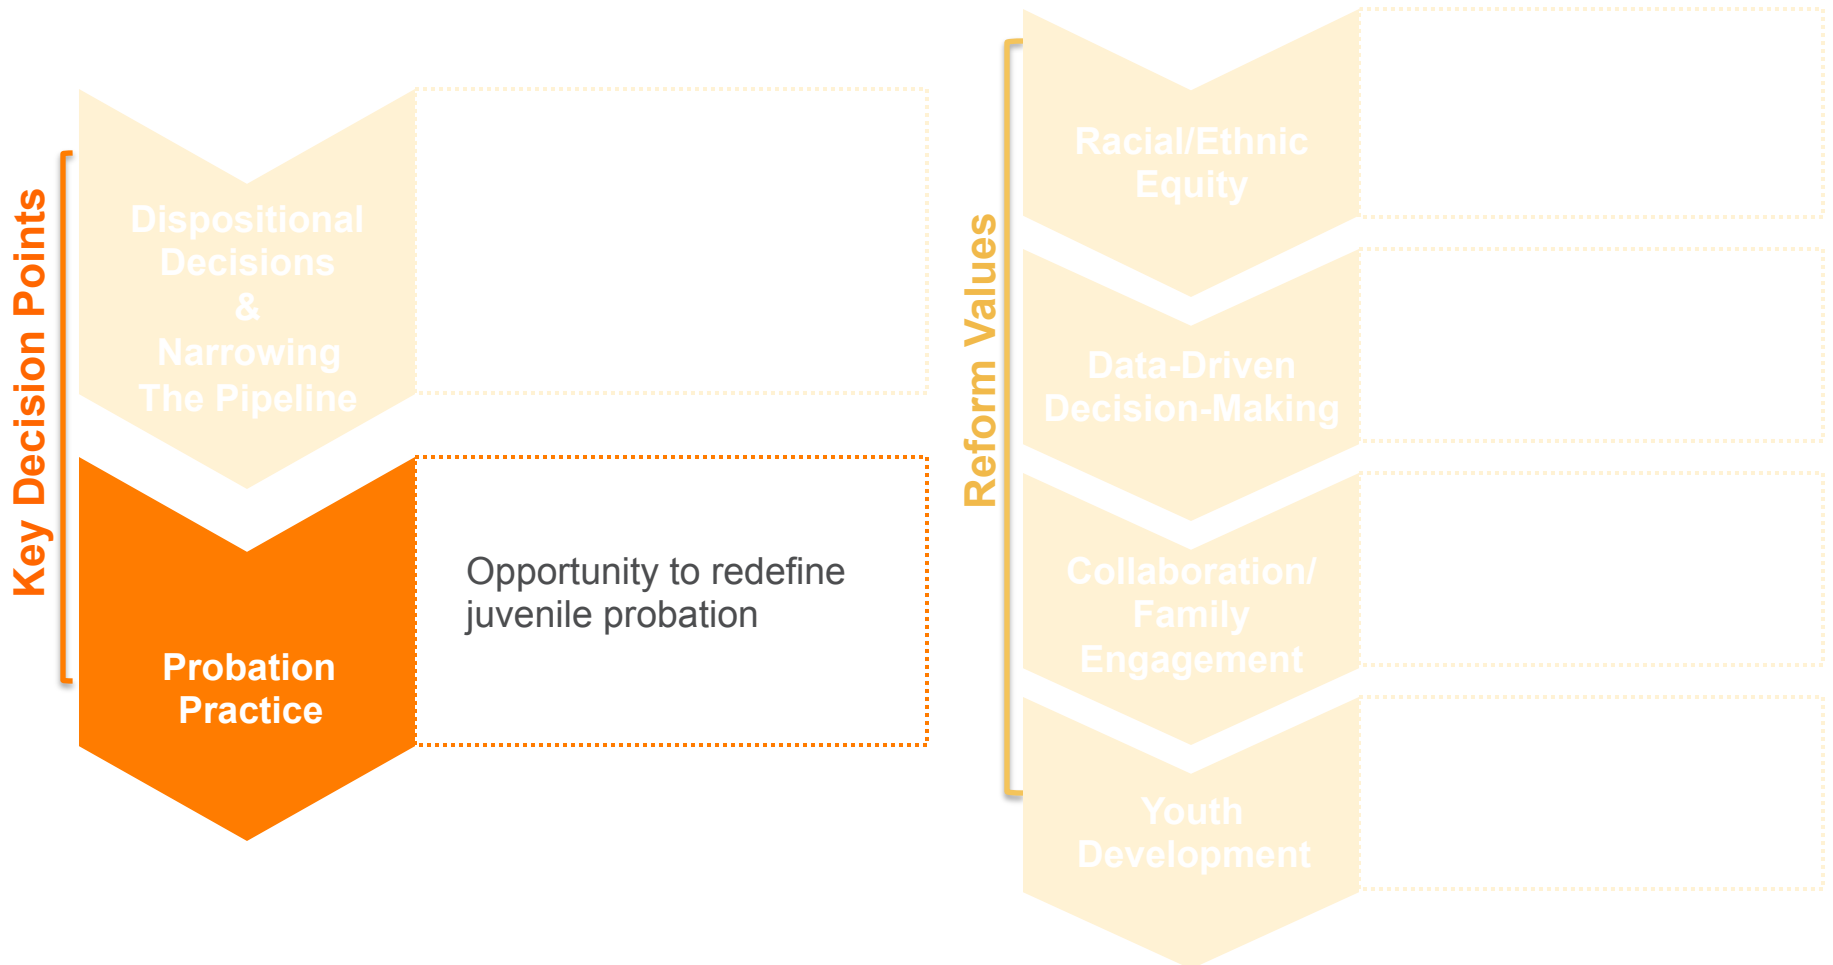 Key Decision Points
Dispositional
Decisions
&
Narrowing
The Pipeline
Probation
Practice
Opportunity to redefine
juvenile probation
Reform Values
Racial/Ethnic
Equity
Data-Driven
Decision-Making
Collaboration/
Family
Engagement
Youth
Development